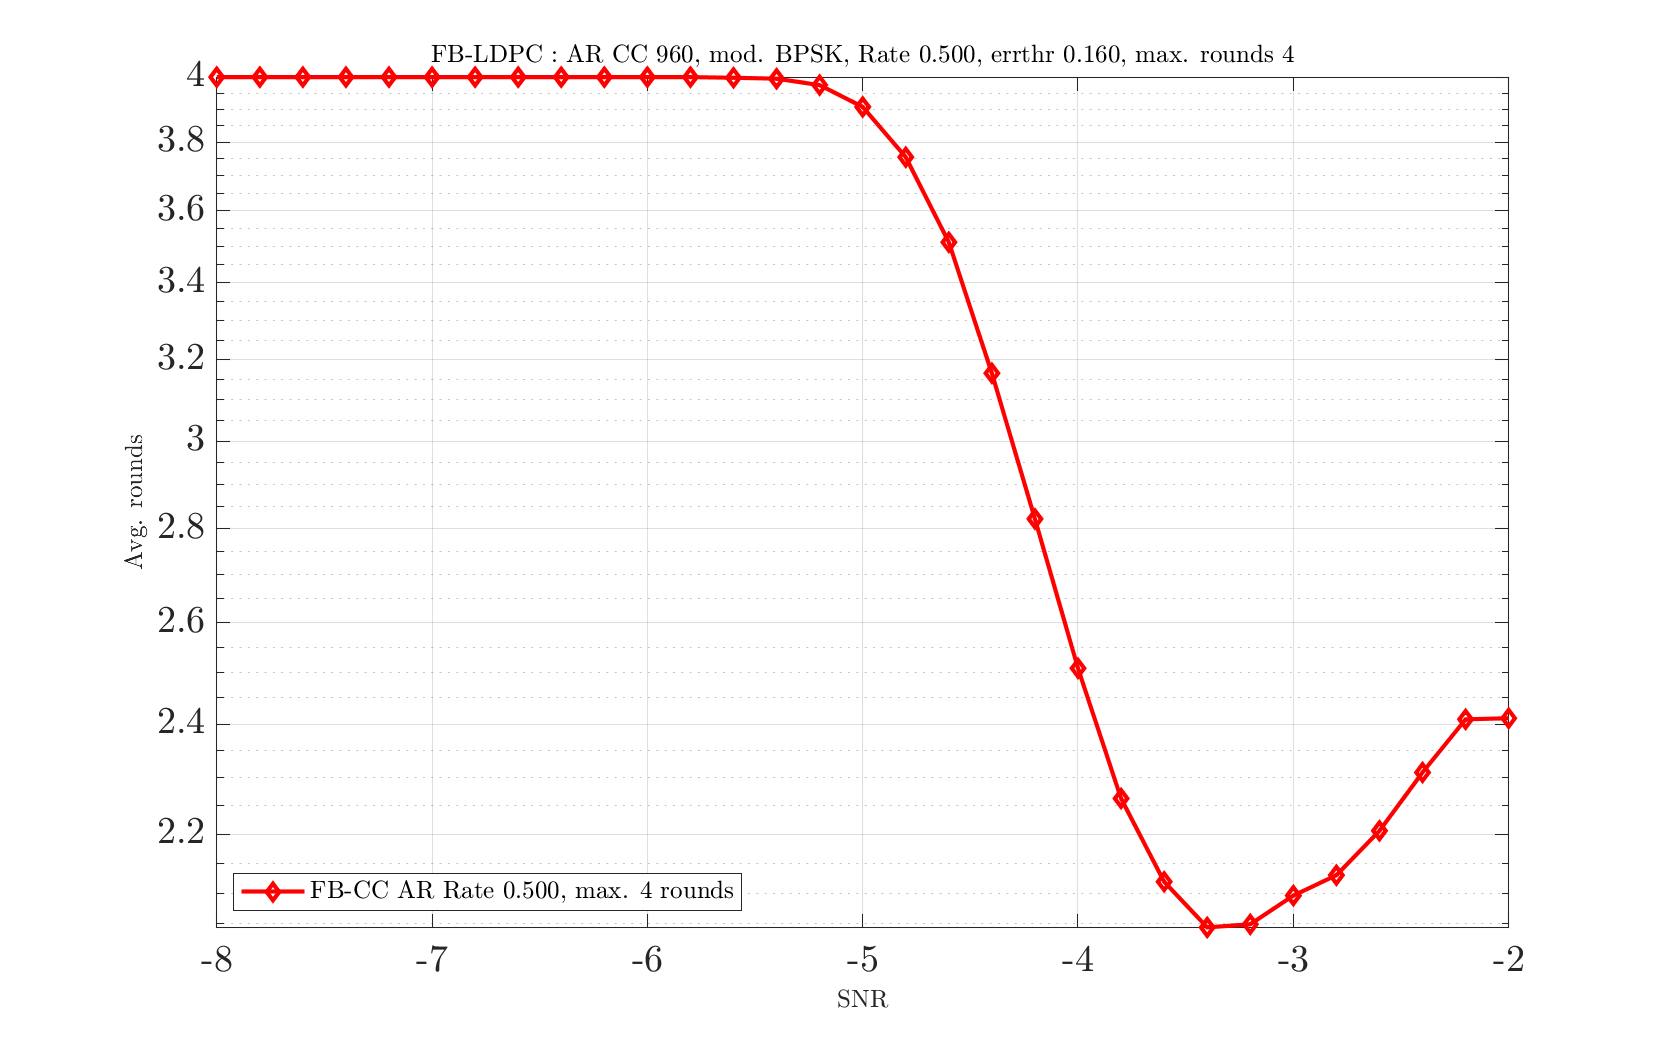 FB-LDPC : AR CC 960, mod. BPSK, Rate 0.500, errthr 0.160, max. rounds 4
4
3.8
3.6
3.4
3.2
3
2.8
2.6
2.4
2.2
Avg. rounds
FB-CC AR Rate 0.500, max. 4 rounds
-8 -7 -6 -5 -4 -3 -2
SNR